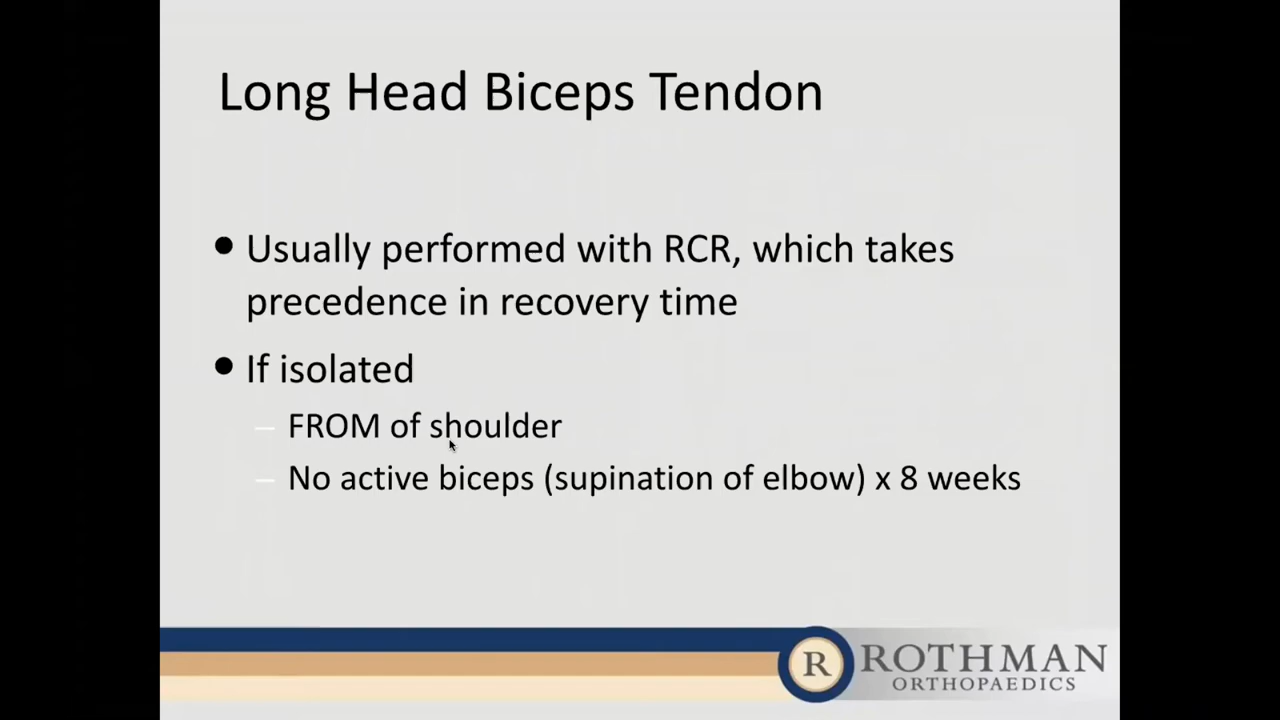 Long Head Biceps Tendon
• Usually performed with RCR, which takes
precedence in recovery time
• If isolated
– FROM of shoulder
– No active biceps (supination of elbow) x 8 weeks
R ROTHMAN
ORTHOPAEDICS